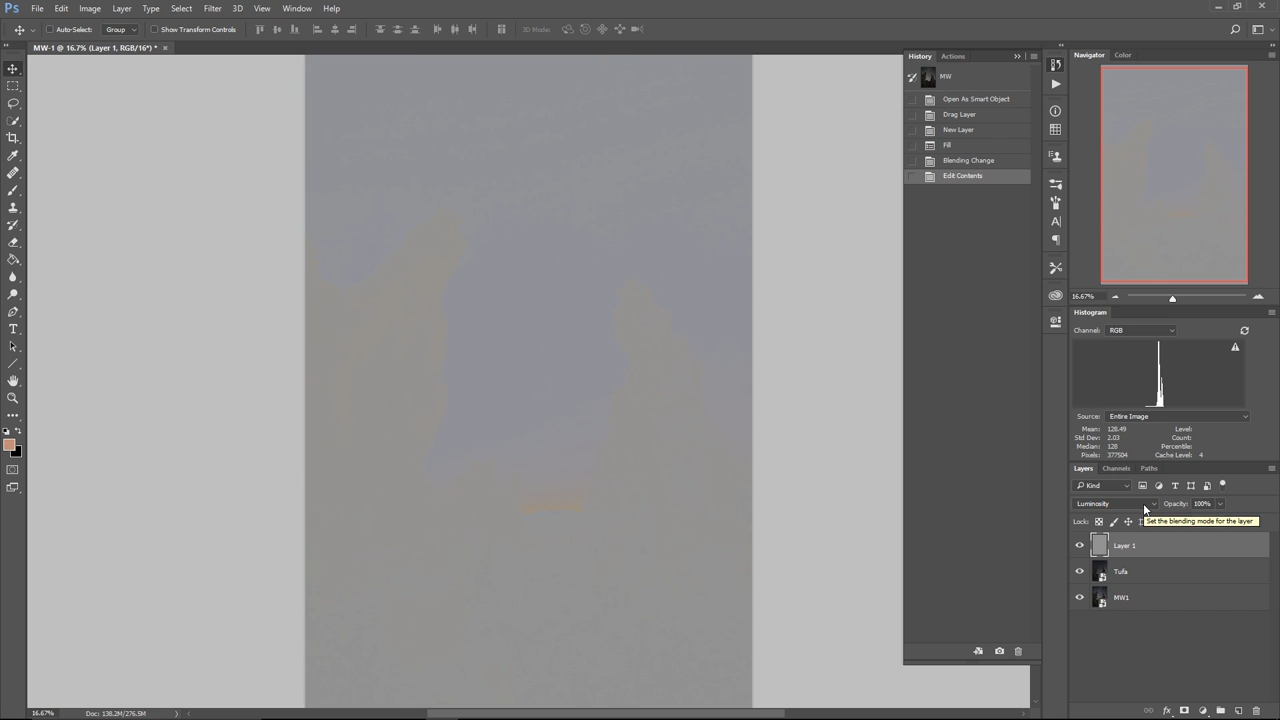 Ps File Edit Image Layer Type Select Filter 3D View Window Help
Auto-Select: Group Show Transform Controls 3D Mode:
MW-1 @ 16.7% (Layer 1, RGB/16*) *
History Actions
MW
Open As Smart Object
Drag Layer
New Layer
Fill
Blending Change
Edit Contents
Navigator Color
16.67%
Histogram
Channel: RGB
Source: Entire Image
Mean: 128.49 Level:
Std Dev: 2.03 Count:
Median: 128 Percentile:
Pixels: 377504 Cache Level: 4
Layers Channels Paths
Kind
Luminosity Opacity: 100%
Lock:
Set the blending mode for the layer
Layer 1
Tufa
MW1
16.67% Doc: 138.2M/276.5M